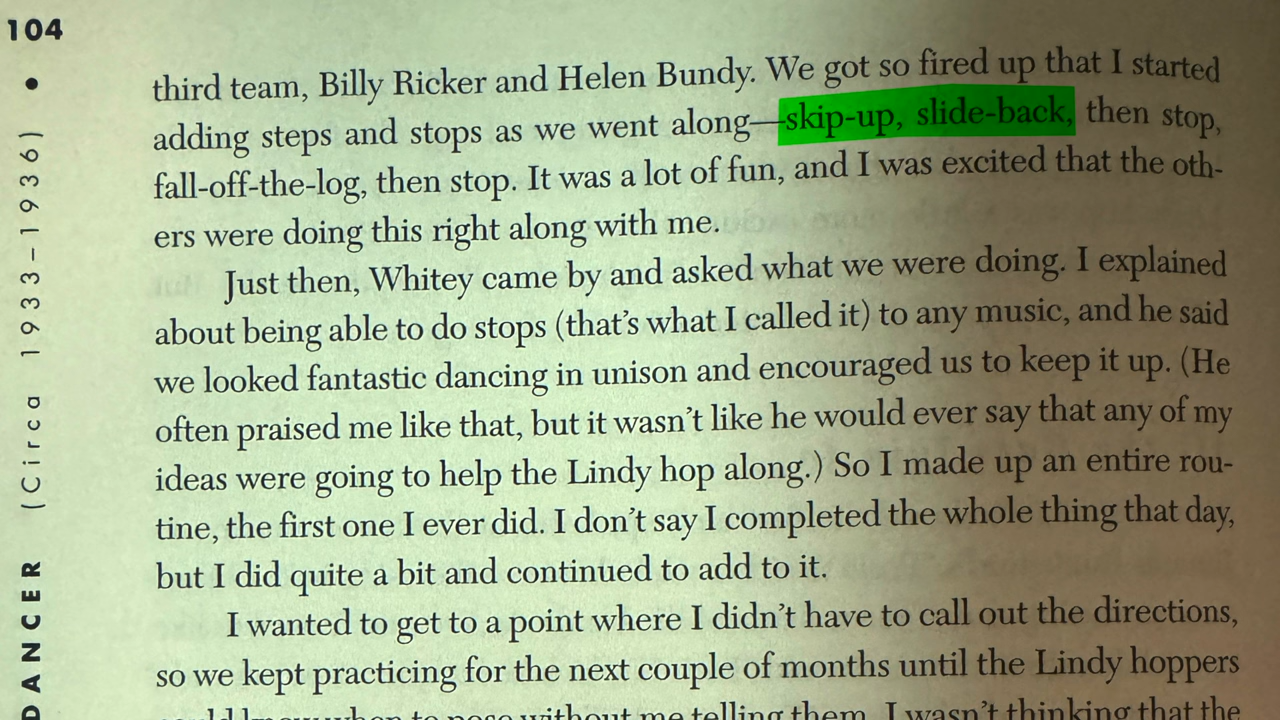 104
DANCER (Circa 1933–1936) •
third team, Billy Ricker and Helen Bundy. We got so fired up that I started
adding steps and stops as we went along—skip-up, slide-back, then stop,
fall-off-the-log, then stop. It was a lot of fun, and I was excited that the oth-
ers were doing this right along with me.
Just then, Whitey came by and asked what we were doing. I explained
about being able to do stops (that's what I called it) to any music, and he said
we looked fantastic dancing in unison and encouraged us to keep it up. (He
often praised me like that, but it wasn't like he would ever say that any of my
ideas were going to help the Lindy hop along.) So I made up an entire rou-
tine, the first one I ever did. I don't say I completed the whole thing that day,
but I did quite a bit and continued to add to it.
I wanted to get to a point where I didn't have to call out the directions,
so we kept practicing for the next couple of months until the Lindy hoppers
without me telling them. I wasn't thinking that the